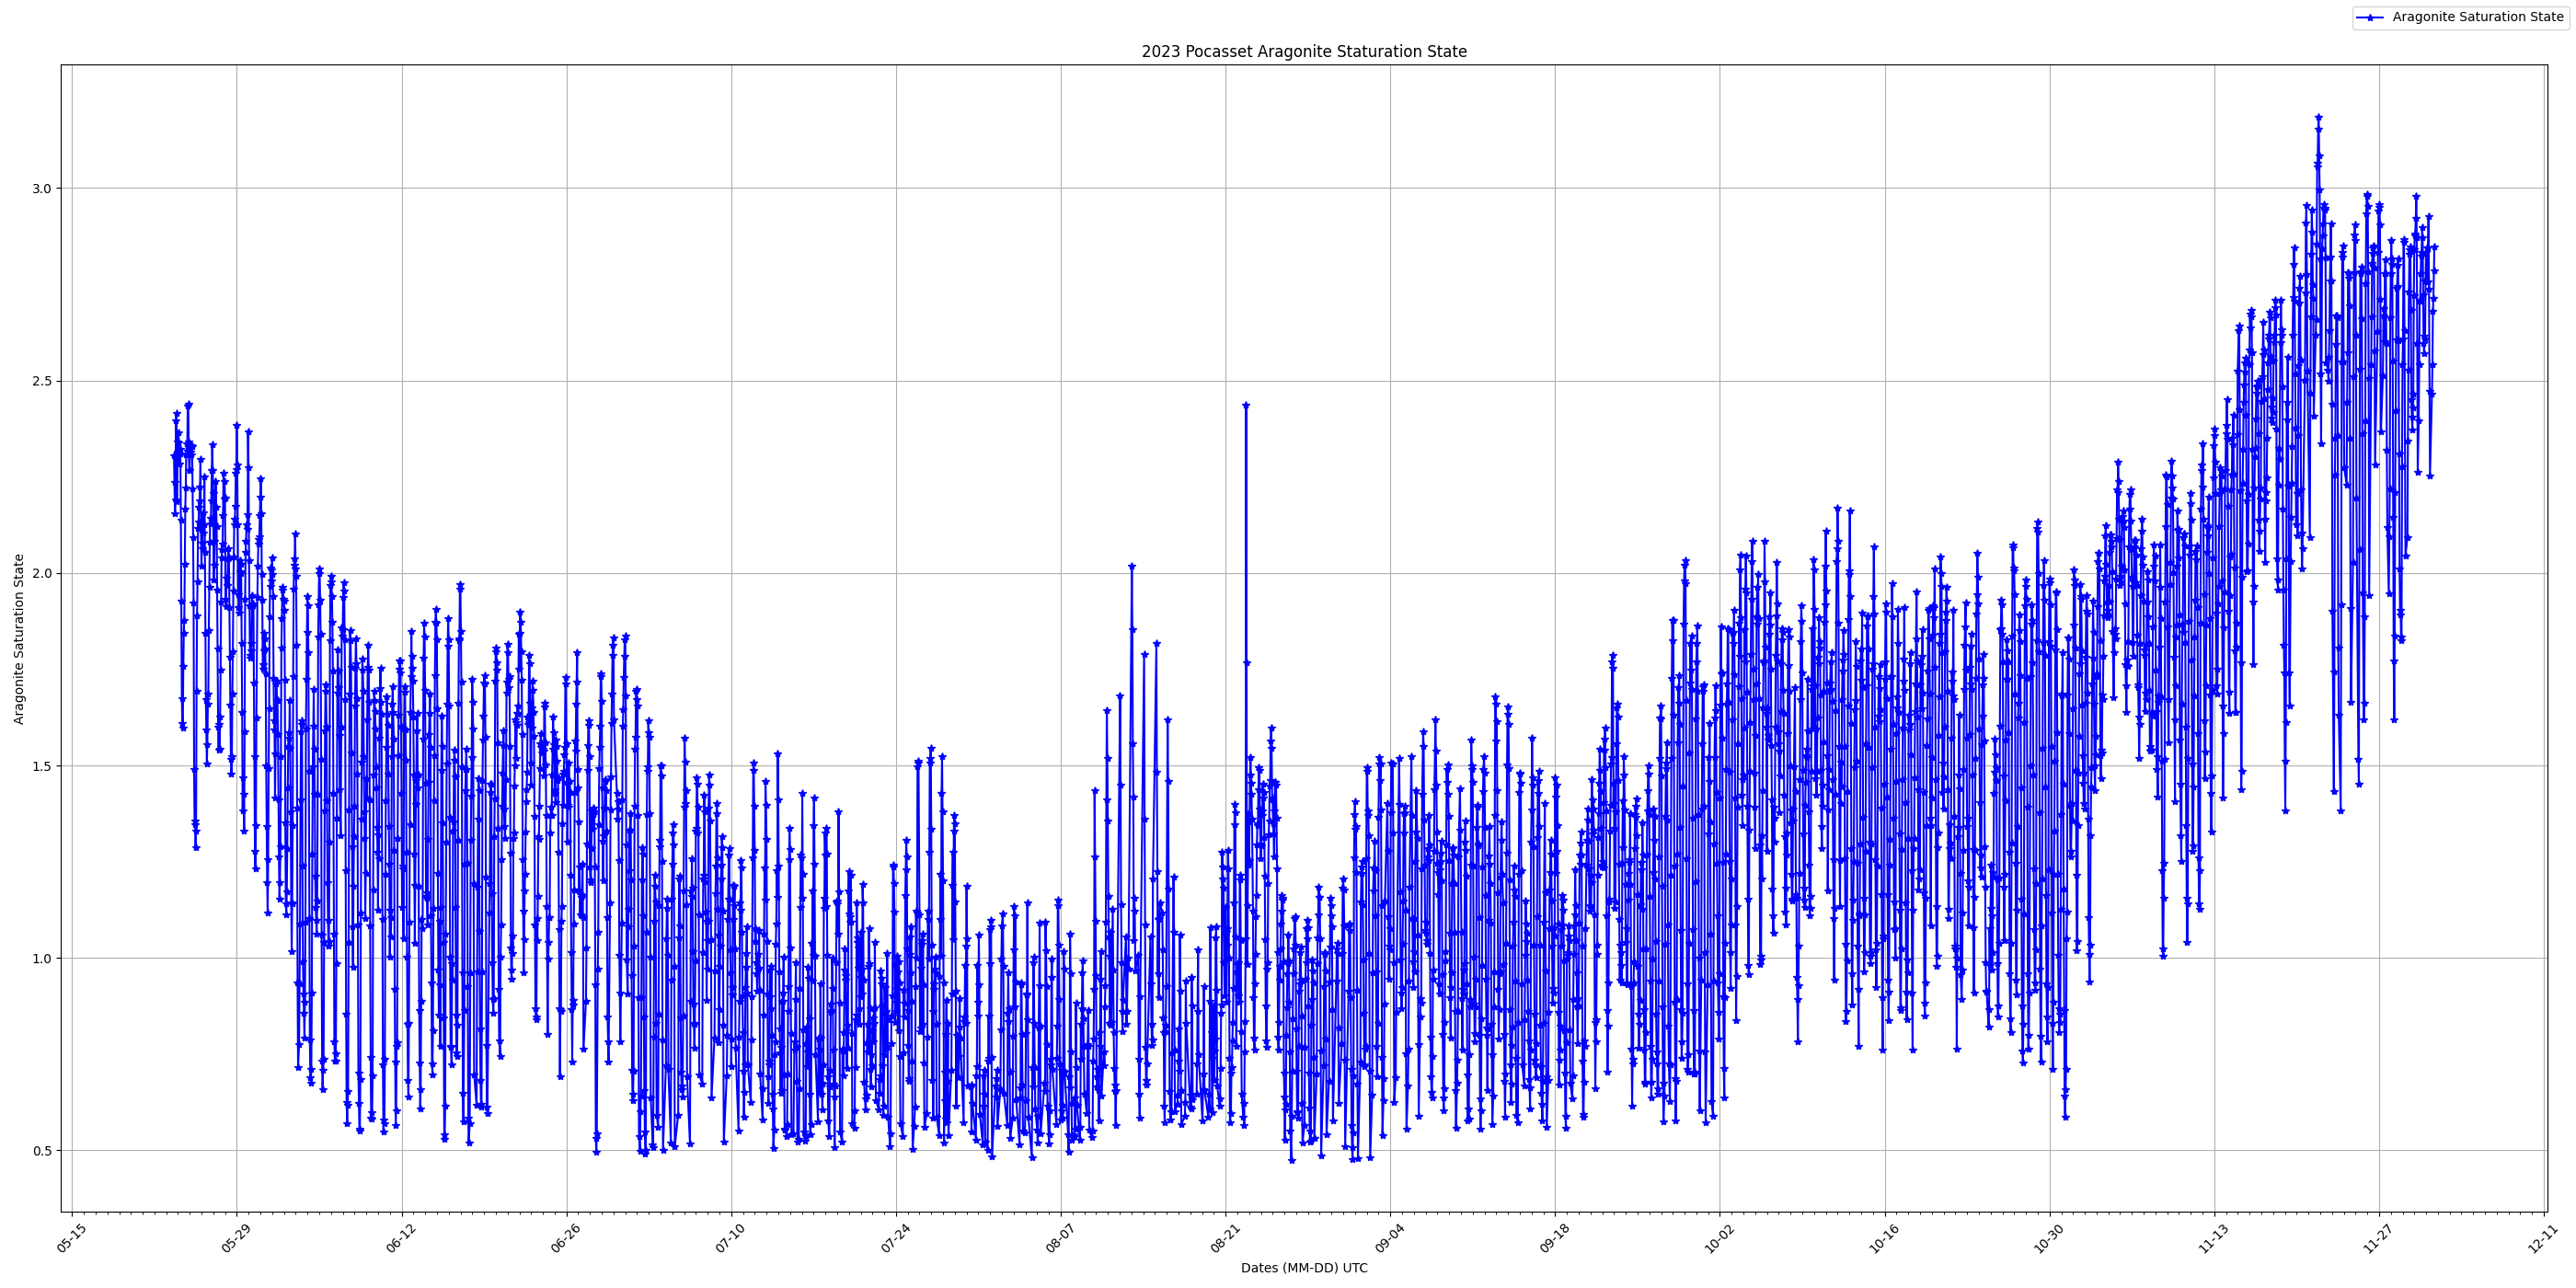 Aragonite Saturation State
2023 Pocasset Aragonite Staturation State
Aragonite Saturation State
3.0
2.5
2.0
1.5
1.0
0.5
05-15 05-29 06-12 06-26 07-10 07-24 08-07 08-21 09-04 09-18 10-02 10-16 10-30 11-13 11-27 12-11
Dates (MM-DD) UTC